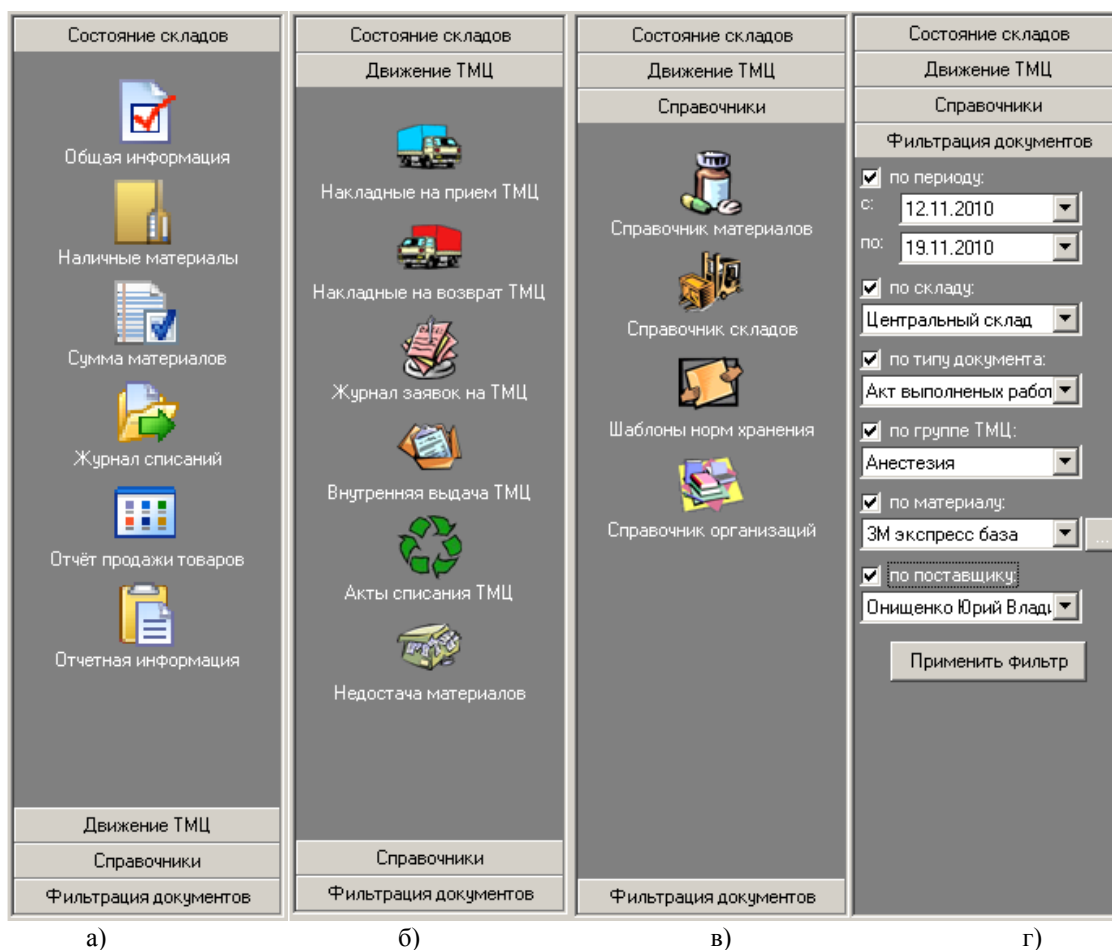 Состояние складов
Общая информация
Наличные материалы
Сумма материалов
Журнал списаний
Отчёт продажи товаров
Отчетная информация
Движение ТМЦ
Справочники
Фильтрация документов
а)
Состояние складов
Движение ТМЦ
Накладные на прием ТМЦ
Накладные на возврат ТМЦ
Журнал заявок на ТМЦ
Внутренняя выдача ТМЦ
Акты списания ТМЦ
Недостача материалов
Справочники
Фильтрация документов
б)
Состояние складов
Движение ТМЦ
Справочники
Справочник материалов
Справочник складов
Шаблоны норм хранения
Справочник организаций
Фильтрация документов
в)
Состояние складов
Движение ТМЦ
Справочники
Фильтрация документов
по периоду:
с: 12.11.2010
по: 19.11.2010
по складу:
Центральный склад
по типу документа:
Акт выполненых работ
по группе ТМЦ:
Анестезия
по материалу:
3М экспресс база ...
по поставщику:
Онищенко Юрий Влади
Применить фильтр
г)